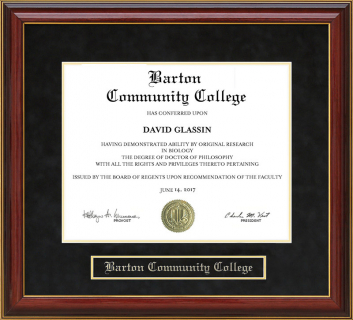 Barton
Community College
HAS CONFERRED UPON
DAVID GLASSIN
HAVING DEMONSTRATED ABILITY BY ORIGINAL RESEARCH
IN BIOLOGY
THE DEGREE OF DOCTOR OF PHILOSOPHY
WITH ALL THE RIGHTS AND PRIVILEGES THERETO PERTAINING
ISSUED BY THE BOARD OF REGENTS UPON RECOMMENDATION OF THE FACULTY
JUNE 14, 2017
PROVOST
PRESIDENT
Barton Community College